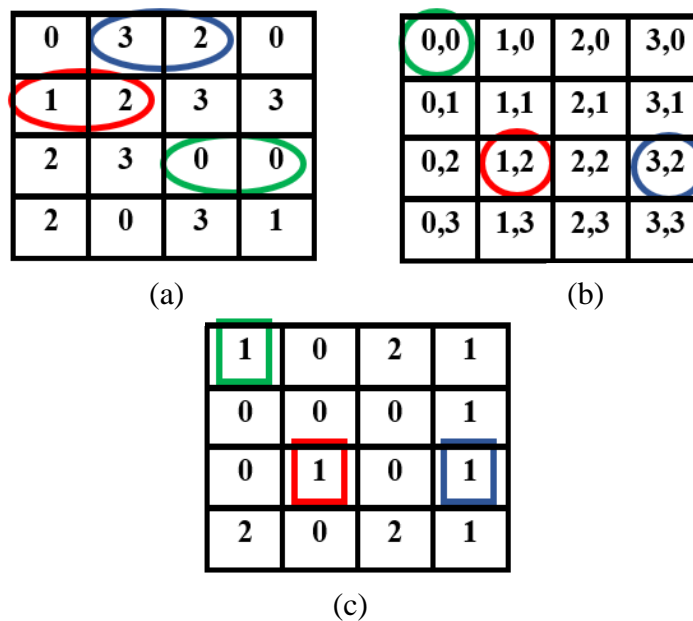 0 3 2 0
1 2 3 3
2 3 0 0
2 0 3 1
(a)
0,0 1,0 2,0 3,0
0,1 1,1 2,1 3,1
0,2 1,2 2,2 3,2
0,3 1,3 2,3 3,3
(b)
1 0 2 1
0 0 0 1
0 1 0 1
2 0 2 1
(c)